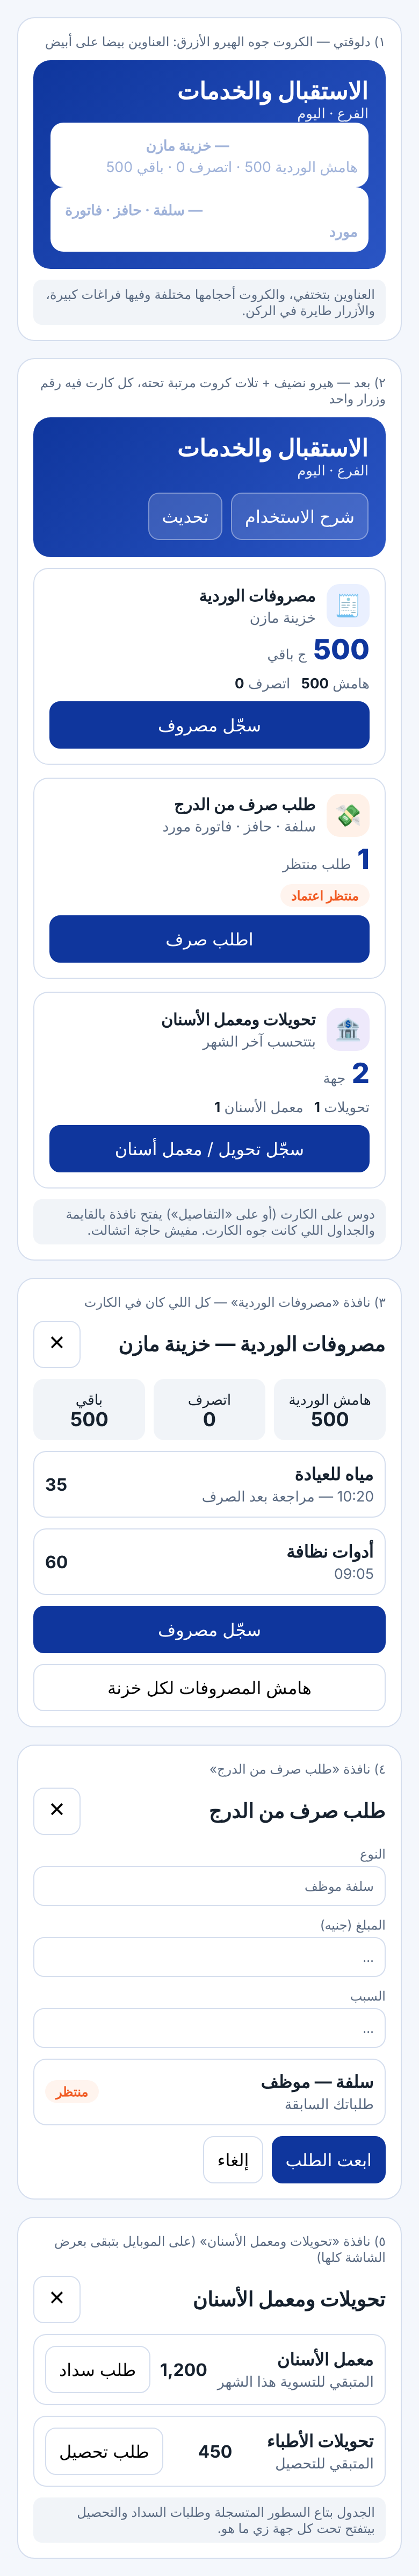 ١) دلوقتي — الكروت جوه الهيرو الأزرق: العناوين بيضا على أبيض
الاستقبال والخدمات
الفرع · اليوم
— خزينة مازن
هامش الوردية 500 · اتصرف 0 · باقي 500
— سلفة · حافز · فاتورة
مورد
العناوين بتختفي، والكروت أحجامها مختلفة وفيها فراغات كبيرة،
والأزرار طايرة في الركن.
٢) بعد — هيرو نضيف + تلات كروت مرتبة تحته، كل كارت فيه رقم
وزرار واحد
الاستقبال والخدمات
الفرع · اليوم
شرح الاستخدام
تحديث
🧾 مصروفات الوردية
خزينة مازن
500 ج باقي
هامش 500 اتصرف 0
سجّل مصروف
💸 طلب صرف من الدرج
سلفة · حافز · فاتورة مورد
1 طلب منتظر
منتظر اعتماد
اطلب صرف
🏦 تحويلات ومعمل الأسنان
بتتحسب آخر الشهر
2 جهة
تحويلات 1 معمل الأسنان 1
سجّل تحويل / معمل أسنان
دوس على الكارت (أو على «التفاصيل») يفتح نافذة بالقايمة
والجداول اللي كانت جوه الكارت. مفيش حاجة اتشالت.
٣) نافذة «مصروفات الوردية» — كل اللي كان في الكارت
مصروفات الوردية — خزينة مازن
✕
هامش الوردية
500
اتصرف
0
باقي
500
مياه للعيادة
10:20 — مراجعة بعد الصرف
35
أدوات نظافة
09:05
60
سجّل مصروف
هامش المصروفات لكل خزنة
٤) نافذة «طلب صرف من الدرج»
طلب صرف من الدرج
✕
النوع
سلفة موظف
المبلغ (جنيه)
...
السبب
...
سلفة — موظف
طلباتك السابقة
منتظر
ابعت الطلب
إلغاء
٥) نافذة «تحويلات ومعمل الأسنان» (على الموبايل بتبقى بعرض
الشاشة كلها)
تحويلات ومعمل الأسنان
✕
معمل الأسنان
المتبقي للتسوية هذا الشهر
1,200
طلب سداد
تحويلات الأطباء
المتبقي للتحصيل
450
طلب تحصيل
الجدول بتاع السطور المتسجلة وطلبات السداد والتحصيل
بيتفتح تحت كل جهة زي ما هو.